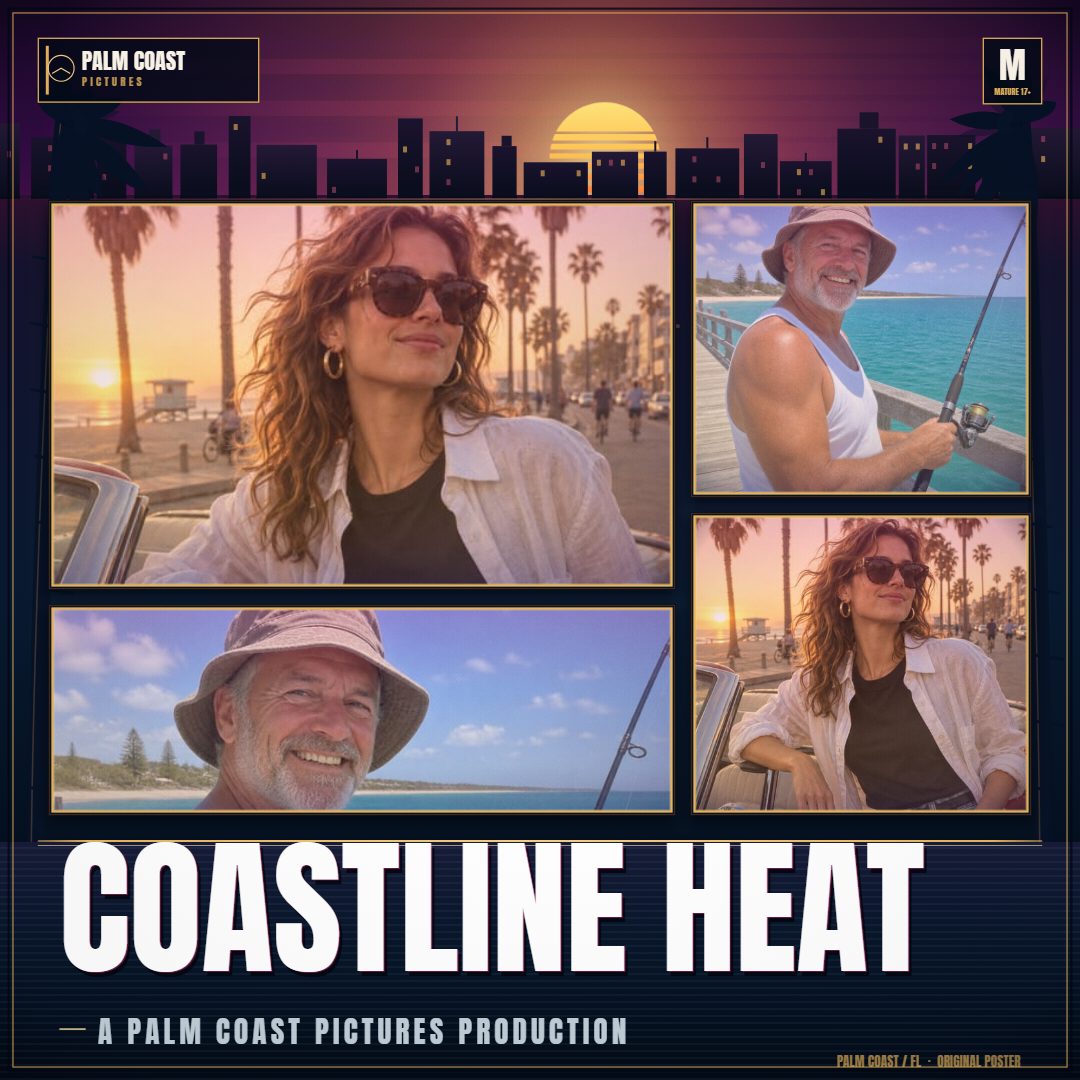 PALM COAST
PICTURES
M
MATURE 17+
COASTLINE HEAT
— A PALM COAST PICTURES PRODUCTION
PALM COAST / FL · ORIGINAL POSTER